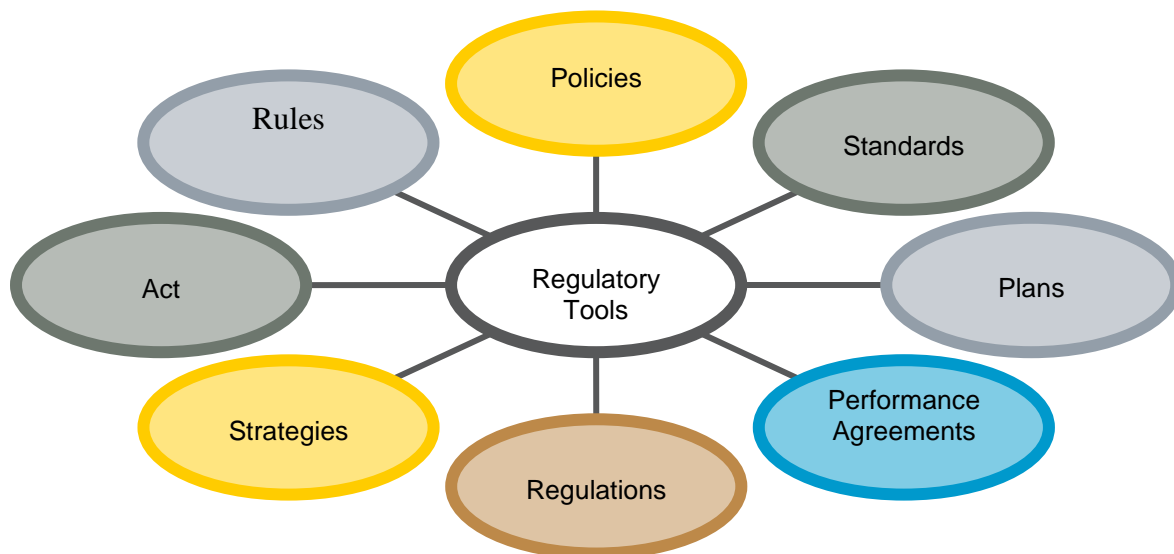 Policies
Rules
Standards
Act
Regulatory
Tools
Plans
Strategies
Performance
Agreements
Regulations